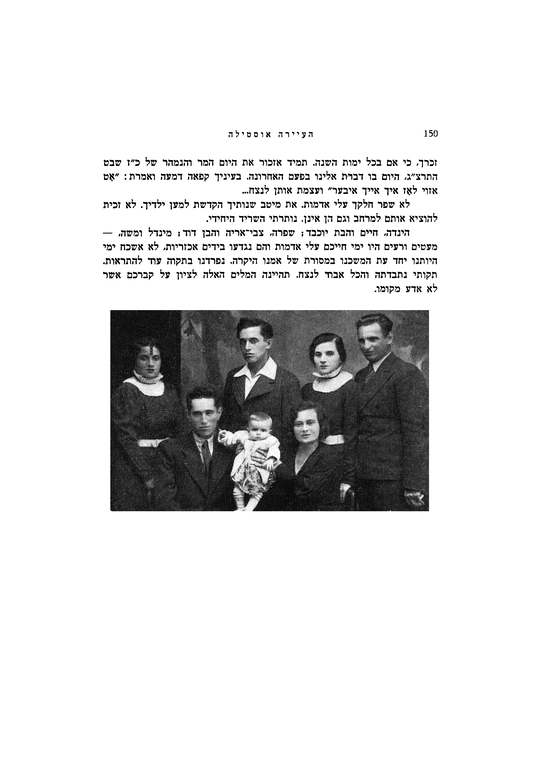 העיירה אוסטילה 150
זכרך, כי אם בכל ימות השנה. תמיד אזכור את היום המר והנמהר של כ״ז שבט
התרצ״ג, היום בו דברת אלינו בפעם האחרונה. בעיניך קפאה דמעה ואמרת: ״אָט
אזוי לאָז איך אייך איבער״ ועצמת אותן לנצח...
לא שפר חלקך עלי אדמות. את מיטב שנותיך הקדשת למען ילדיך. לא זכית
להוציא אותם למרחב וגם הן אינן. נותרתי השריד היחידי.
הינדה, חיים והבת יוכבד; שפרה, צבי־אריה והבן דוד; מינדל ומשה, —
מעטים ורעים היו ימי חייכם עלי אדמות והם נגדעו בידים אכזריות. לא אשכח ימי
היותנו יחד עת המשכנו במסורת של אמנו היקרה. נפרדנו בתקוה עוד להתראות.
תקותי נתבדתה והכל אבוד לנצח. תהיינה המלים האלה לציון על קברכם אשר
לא אדע מקומו.